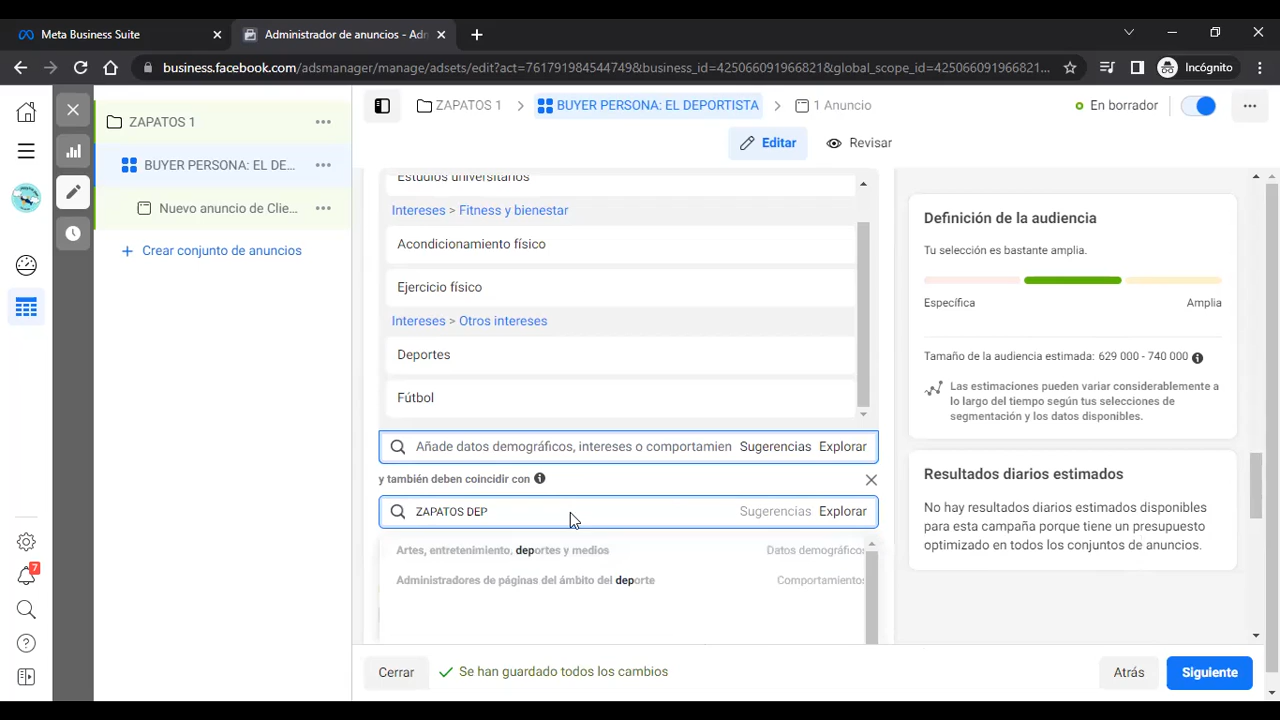 Meta Business Suite
Administrador de anuncios - Adn
Incógnito
business.facebook.com/adsmanager/manage/adsets/edit?act=761791984544749&business_id=425066091966821&global_scope_id=425066091966821...
ZAPATOS 1
BUYER PERSONA: EL DE...
Nuevo anuncio de Clie...
+ Crear conjunto de anuncios
7
ZAPATOS 1 > BUYER PERSONA: EL DEPORTISTA > 1 Anuncio
En borrador
Editar
Revisar
Estudios universitarios
Intereses > Fitness y bienestar
Acondicionamiento físico
Ejercicio físico
Intereses > Otros intereses
Deportes
Fútbol
Añade datos demográficos, intereses o comportamien Sugerencias Explorar
y también deben coincidir con
ZAPATOS DEP Sugerencias Explorar
Artes, entretenimiento, deportes y medios Datos demográficos
Administradores de páginas del ámbito del deporte Comportamientos
Cerrar
Se han guardado todos los cambios
Atrás
Siguiente
Definición de la audiencia
Tu selección es bastante amplia.
Específica
Amplia
Tamaño de la audiencia estimada: 629 000 - 740 000
Las estimaciones pueden variar considerablemente a
lo largo del tiempo según tus selecciones de
segmentación y los datos disponibles.
Resultados diarios estimados
No hay resultados diarios estimados disponibles
para esta campaña porque tiene un presupuesto
optimizado en todos los conjuntos de anuncios.